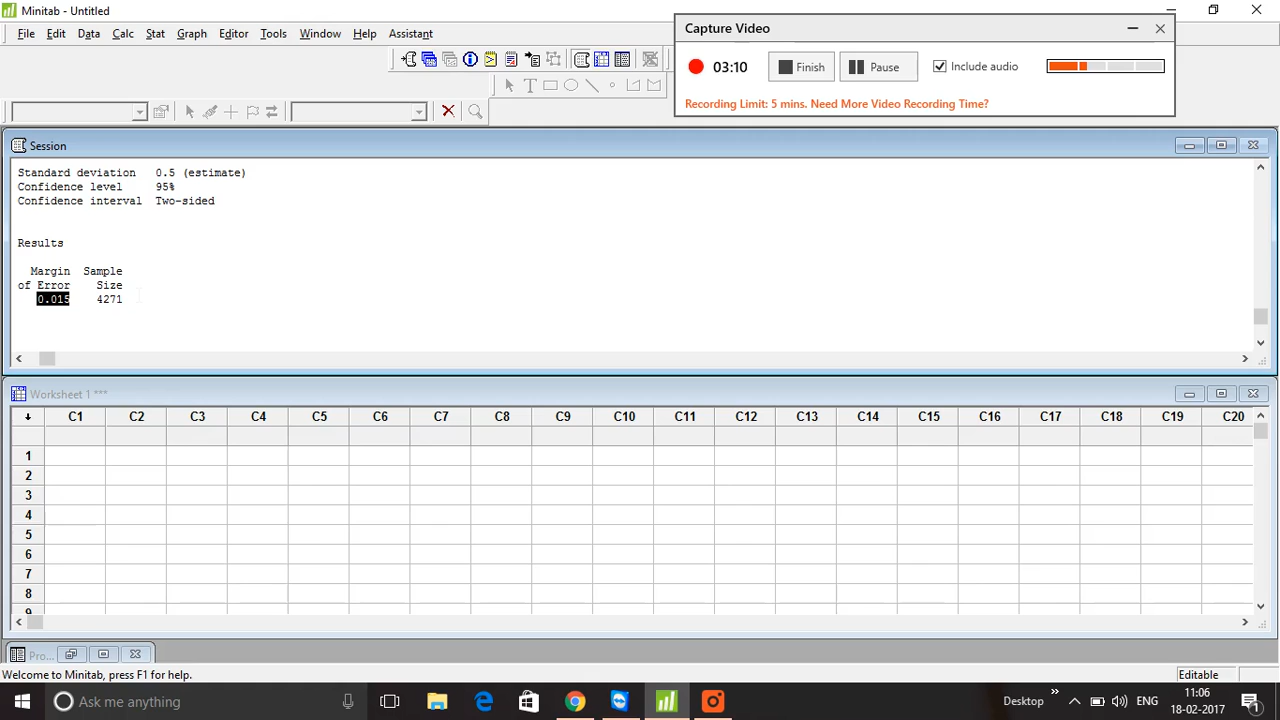 Minitab - Untitled
File Edit Data Calc Stat Graph Editor Tools Window Help Assistant
Capture Video
03:10 Finish Pause Include audio
Recording Limit: 5 mins. Need More Video Recording Time?
Session
Standard deviation 0.5 (estimate)
Confidence level 95%
Confidence interval Two-sided
Results
Margin Sample
of Error Size
0.015 4271
Worksheet 1 ***
C1 C2 C3 C4 C5 C6 C7 C8 C9 C10 C11 C12 C13 C14 C15 C16 C17 C18 C19 C20
1
2
3
4
5
6
7
8
9
Pro...
Welcome to Minitab, press F1 for help.
Editable
Ask me anything
Desktop
ENG
11:06
18-02-2017
1